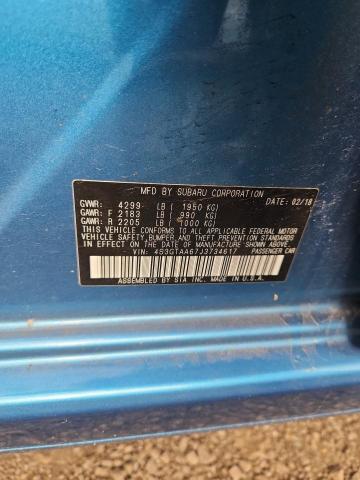 MFD. BY SUBARU CORPORATION
GVWR: 4299 LB ( 1950 KG) DATE: 02/18
GAWR: F 2183 LB ( 990 KG)
GAWR: R 2205 LB ( 1000 KG)
THIS VEHICLE CONFORMS TO ALL APPLICABLE FEDERAL MOTOR
VEHICLE SAFETY, BUMPER, AND THEFT PREVENTION STANDARDS
IN EFFECT ON THE DATE OF MANUFACTURE SHOWN ABOVE.
VIN: 4S3GTAA67J3734617 PASSENGER CAR
ASSEMBLED BY SIA, INC. MADE IN U.S.A.